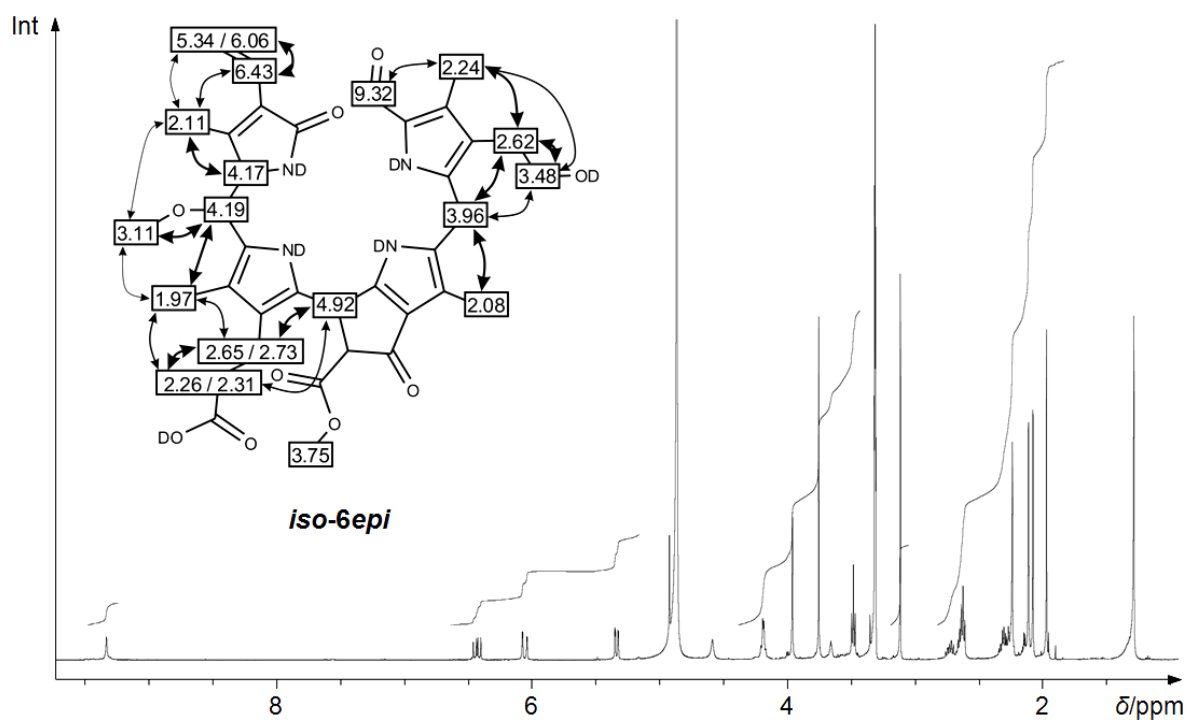 Int
5.34 / 6.06
6.43
O
9.32
2.24
O
2.11
2.62
DN
3.48 OD
4.17 ND
O 4.19
3.96
3.11
ND
DN
1.97
4.92
2.08
2.65 / 2.73
O
2.26 / 2.31
O
DO
O
O
3.75
iso-6epi
8
6
4
2
δ/ppm